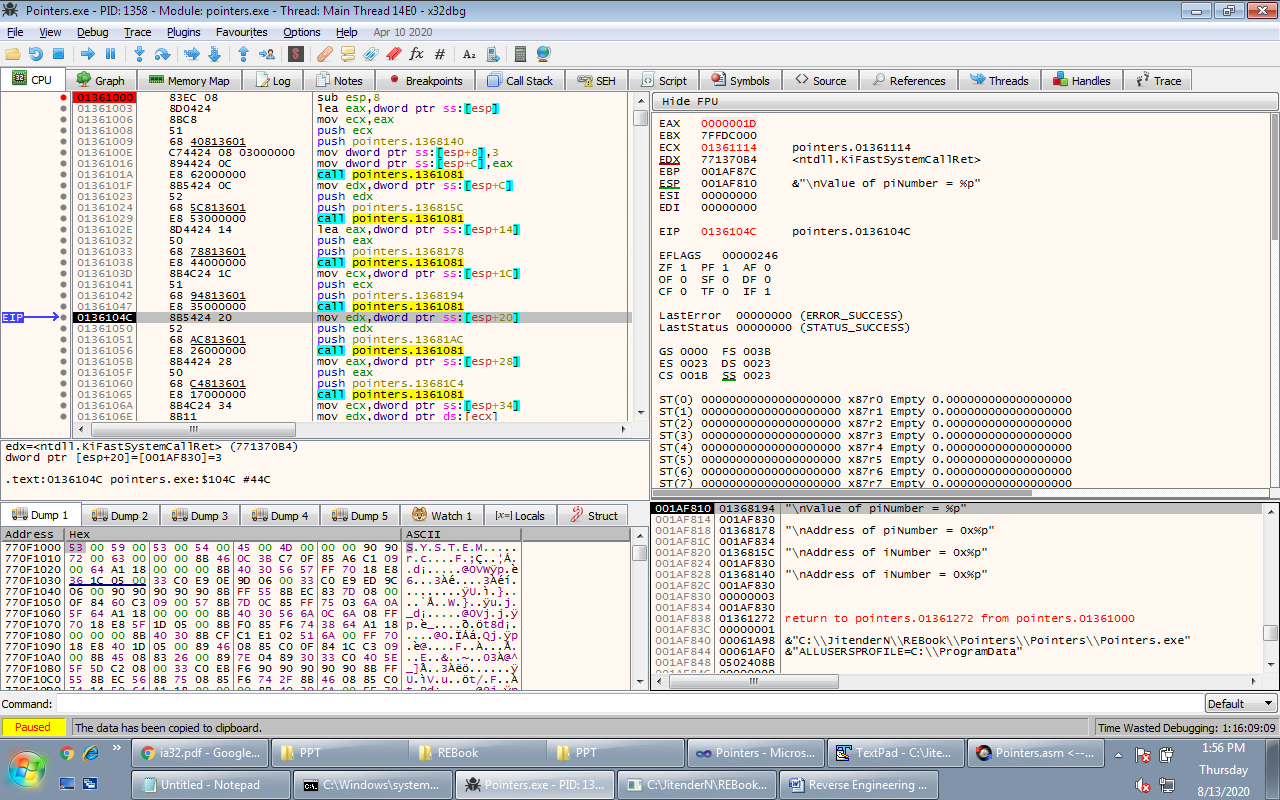 Pointers.exe - PID: 1358 - Module: pointers.exe - Thread: Main Thread 14E0 - x32dbg
File View Debug Trace Plugins Favourites Options Help Apr 10 2020
CPU Graph Memory Map Log Notes Breakpoints Call Stack SEH Script Symbols Source References Threads Handles Trace
01361000 83EC 08 sub esp,8
01361003 8D0424 lea eax,dword ptr ss:[esp]
01361006 8BC8 mov ecx,eax
01361008 51 push ecx
01361009 68 40813601 push pointers.1368140
0136100E C74424 08 03000000 mov dword ptr ss:[esp+8],3
01361016 894424 0C mov dword ptr ss:[esp+C],eax
0136101A E8 62000000 call pointers.1361081
0136101F 8B5424 0C mov edx,dword ptr ss:[esp+C]
01361023 52 push edx
01361024 68 5C813601 push pointers.136815C
01361029 E8 53000000 call pointers.1361081
0136102E 8D4424 14 lea eax,dword ptr ss:[esp+14]
01361032 50 push eax
01361033 68 78813601 push pointers.1368178
01361038 E8 44000000 call pointers.1361081
0136103D 8B4C24 1C mov ecx,dword ptr ss:[esp+1C]
01361041 51 push ecx
01361042 68 94813601 push pointers.1368194
01361047 E8 35000000 call pointers.1361081
EIP 0136104C 8B5424 20 mov edx,dword ptr ss:[esp+20]
01361050 52 push edx
01361051 68 AC813601 push pointers.13681AC
01361056 E8 26000000 call pointers.1361081
0136105B 8B4424 28 mov eax,dword ptr ss:[esp+28]
0136105F 50 push eax
01361060 68 C4813601 push pointers.13681C4
01361065 E8 17000000 call pointers.1361081
0136106A 8B4C24 34 mov ecx,dword ptr ss:[esp+34]
0136106E 8B11 mov edx,dword ptr ds:[ecx]
edx=<ntdll.KiFastSystemCallRet> (771370B4)
dword ptr [esp+20]=[001AF830]=3
.text:0136104C pointers.exe:$104C #44C
Hide FPU
EAX 0000001D
EBX 7FFDC000
ECX 01361114 pointers.01361114
EDX 771370B4 <ntdll.KiFastSystemCallRet>
EBP 001AF87C
ESP 001AF810 &"\nValue of piNumber = %p"
ESI 00000000
EDI 00000000
EIP 0136104C pointers.0136104C
EFLAGS 00000246
ZF 1 PF 1 AF 0
OF 0 SF 0 DF 0
CF 0 TF 0 IF 1
LastError 00000000 (ERROR_SUCCESS)
LastStatus 00000000 (STATUS_SUCCESS)
GS 0000 FS 003B
ES 0023 DS 0023
CS 001B SS 0023
ST(0) 00000000000000000000 x87r0 Empty 0.000000000000000000
ST(1) 00000000000000000000 x87r1 Empty 0.000000000000000000
ST(2) 00000000000000000000 x87r2 Empty 0.000000000000000000
ST(3) 00000000000000000000 x87r3 Empty 0.000000000000000000
ST(4) 00000000000000000000 x87r4 Empty 0.000000000000000000
ST(5) 00000000000000000000 x87r5 Empty 0.000000000000000000
ST(6) 00000000000000000000 x87r6 Empty 0.000000000000000000
ST(7) 00000000000000000000 x87r7 Empty 0.000000000000000000
Dump 1 Dump 2 Dump 3 Dump 4 Dump 5 Watch 1 Locals Struct
Address Hex ASCII
770F1000 53 00 59 00 53 00 54 00 45 00 4D 00 00 00 90 90 S.Y.S.T.E.M.....
770F1010 72 00 63 00 00 00 8B 46 0C 3B C7 0F 85 A6 C1 09
770F1020 00 64 A1 18 00 00 00 8B 40 30 56 57 FF 70 18 E8
770F1030 36 1C 05 00 33 C0 E9 0E 9D 06 00 33 C0 E9 ED 9C
770F1040 06 00 90 90 90 90 90 8B FF 55 8B EC 83 7D 08 00
770F1050 0F 84 60 C3 09 00 57 8B 7D 0C 85 FF 75 03 6A 0A
770F1060 5F 64 A1 18 00 00 00 8B 40 30 56 6A 0C 6A 08 FF
770F1070 70 18 E8 5F 1D 05 00 8B F0 85 F6 74 38 64 A1 18
770F1080 00 00 00 8B 40 30 8B CF C1 E1 02 51 6A 00 FF 70
770F1090 18 E8 40 1D 05 00 89 46 08 85 C0 0F 84 1C C3 09
770F10A0 00 8B 45 08 83 26 00 89 7E 04 89 30 33 C0 40 5E
770F10B0 5F 5D C2 08 00 33 C0 EB F6 90 90 90 90 90 8B FF
770F10C0 55 8B EC 56 8B 75 08 85 F6 74 2F 8B 46 08 85 C0
001AF810 01368194 "\nValue of piNumber = %p"
001AF814 001AF830
001AF818 01368178 "\nAddress of piNumber = 0x%p"
001AF81C 001AF834
001AF820 0136815C "\nAddress of iNumber = 0x%p"
001AF824 001AF830
001AF828 01368140 "\nAddress of iNumber = 0x%p"
001AF82C 001AF830
001AF830 00000003
001AF834 001AF830
001AF838 01361272 return to pointers.01361272 from pointers.01361000
001AF83C 00000001
001AF840 00061A98 &"C:\\JitenderN\\REBook\\Pointers\\Pointers\\Pointers.exe"
001AF844 00061AF0 &"ALLUSERSPROFILE=C:\\ProgramData"
001AF848 0502408B
Command: Default
Paused The data has been copied to clipboard. Time Wasted Debugging: 1:16:09:09
ia32.pdf - Google... PPT REBook PPT Pointers - Micros... TextPad - C:\Jite... Pointers.asm <--... 1:56 PM
Thursday
Untitled - Notepad C:\Windows\system... Pointers.exe - PID: 13... C:\JitenderN\REBook... Reverse Engineering ... 8/13/2020